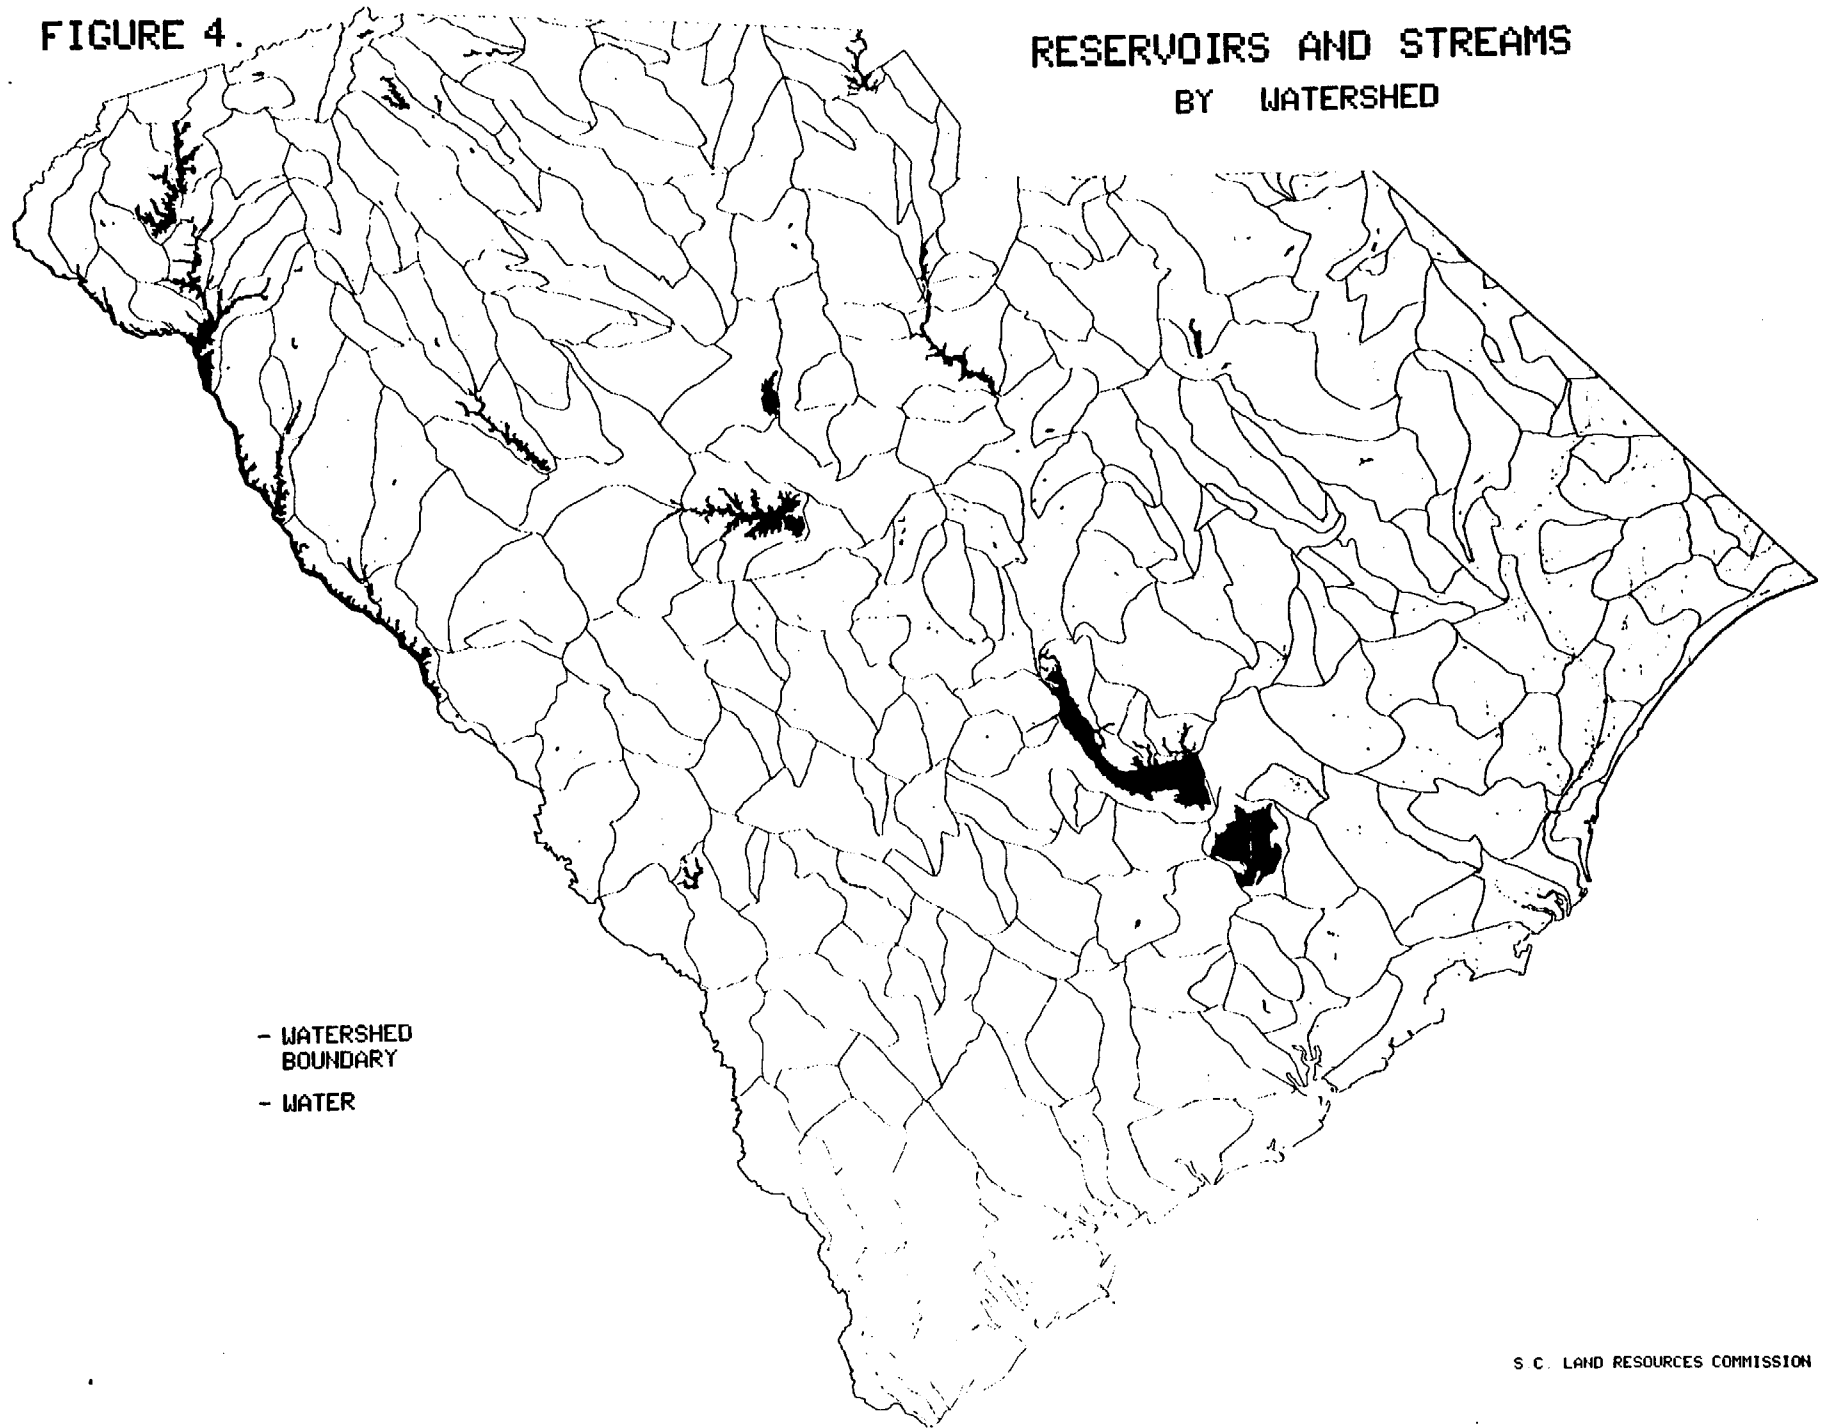 FIGURE 4.
RESERVOIRS AND STREAMS
BY WATERSHED
- WATERSHED
BOUNDARY
- WATER
S.C. LAND RESOURCES COMMISSION